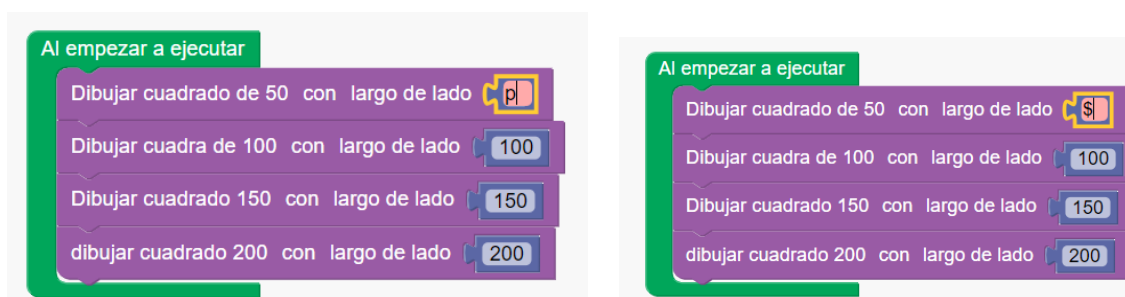 Al empezar a ejecutar
Dibujar cuadrado de 50 con largo de lado p
Dibujar cuadra de 100 con largo de lado 100
Dibujar cuadrado 150 con largo de lado 150
dibujar cuadrado 200 con largo de lado 200
Al empezar a ejecutar
Dibujar cuadrado de 50 con largo de lado $
Dibujar cuadra de 100 con largo de lado 100
Dibujar cuadrado 150 con largo de lado 150
dibujar cuadrado 200 con largo de lado 200